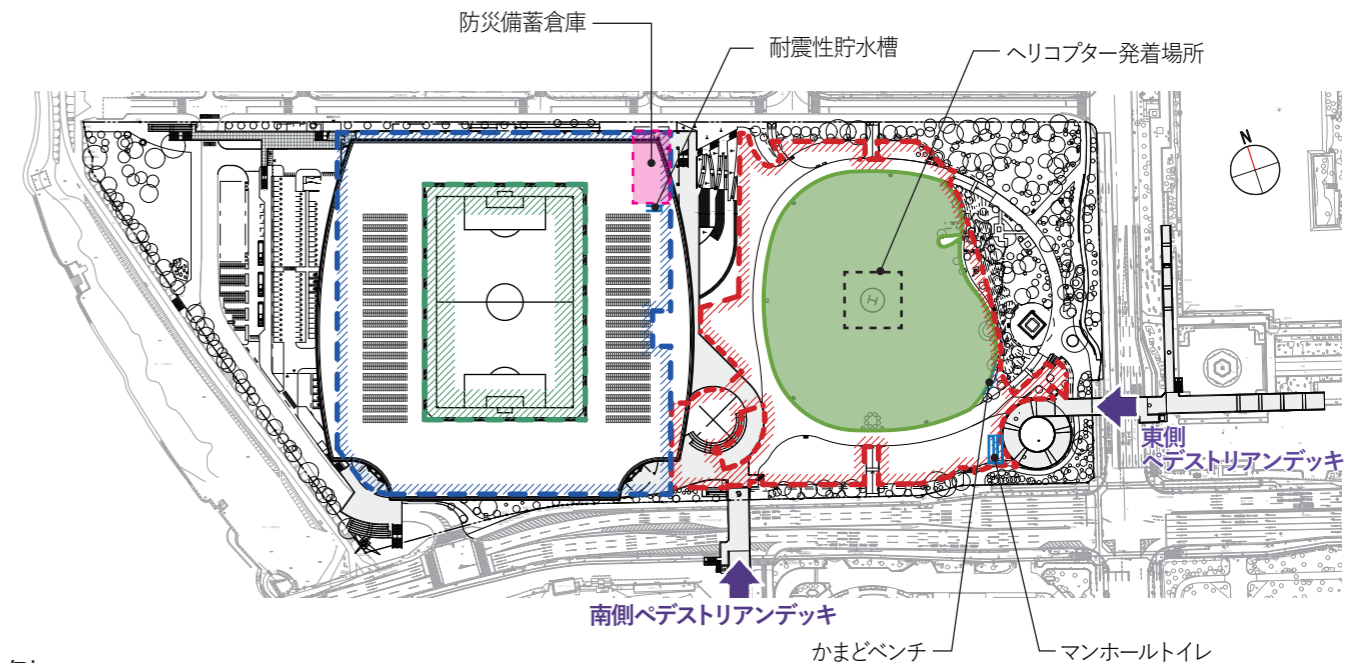 防災備蓄倉庫
耐震性貯水槽
ヘリコプター発着場所
N
H
東側
ペデストリアンデッキ
南側ペデストリアンデッキ
かまどベンチ
マンホールトイレ